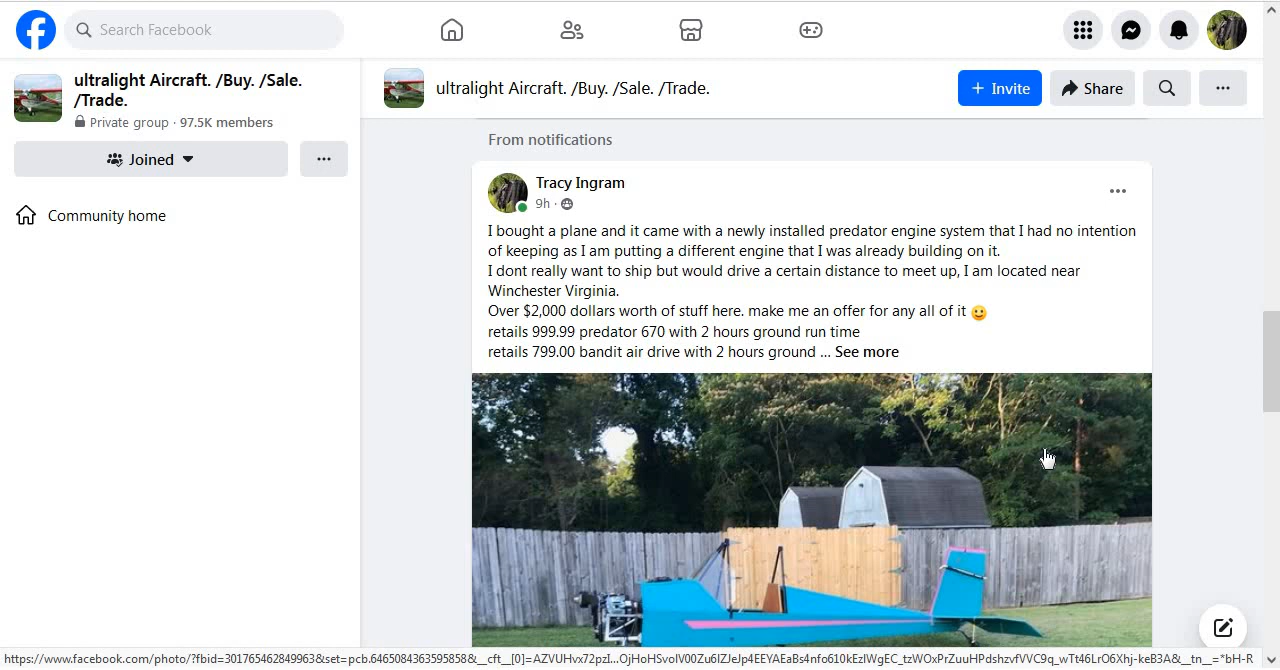 Search Facebook
ultralight Aircraft. /Buy. /Sale.
/Trade.
Private group · 97.5K members
Joined
Community home
ultralight Aircraft. /Buy. /Sale. /Trade.
Invite
Share
From notifications
Tracy Ingram
9h ·
I bought a plane and it came with a newly installed predator engine system that I had no intention
of keeping as I am putting a different engine that I was already building on it.
I dont really want to ship but would drive a certain distance to meet up, I am located near
Winchester Virginia.
Over $2,000 dollars worth of stuff here. make me an offer for any all of it 🙂
retails 999.99 predator 670 with 2 hours ground run time
retails 799.00 bandit air drive with 2 hours ground ... See more
https://www.facebook.com/photo/?fbid=301765462849963&set=pcb.6465084363595858&__cft__[0]=AZVUHvx72pzI...OjHoHSvolV00Zu6IZJeJp4EEYAEaBs4nfo610kEzIWgEC_tzWOxPrZuuHPdshzvfVVC9q_wTt46LrO6Xhj-keB3A&__tn__=*bH-R